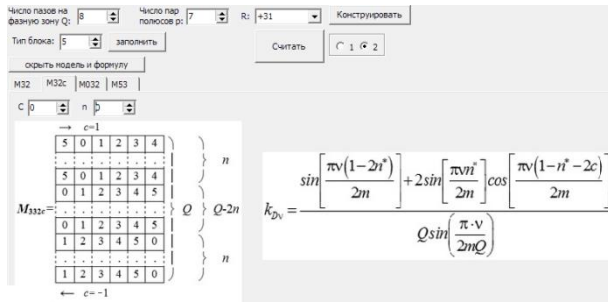 Число пазов на
фазную зону Q: 8
Число пар
полюсов p: 7
R: +31
Конструировать
Тип блока: 5
заполнить
Считать
1 2
скрыть модель и формулу
M32 M32c M032 M53
C 0 n 0
→ c=1
5 0 1 2 3 4
. . . . . .
5 0 1 2 3 4
0 1 2 3 4 5
. . . . . .
0 1 2 3 4 5
1 2 3 4 5 0
. . . . . .
1 2 3 4 5 0
← c=-1
M332c=
Q
n
Q-2n
n
kDν = (sin[πν(1-2n*)/2m]+2sin[πνn*/2m]cos[πν(1-n*-2c)/2m])/(Qsin(π·ν/2mQ))